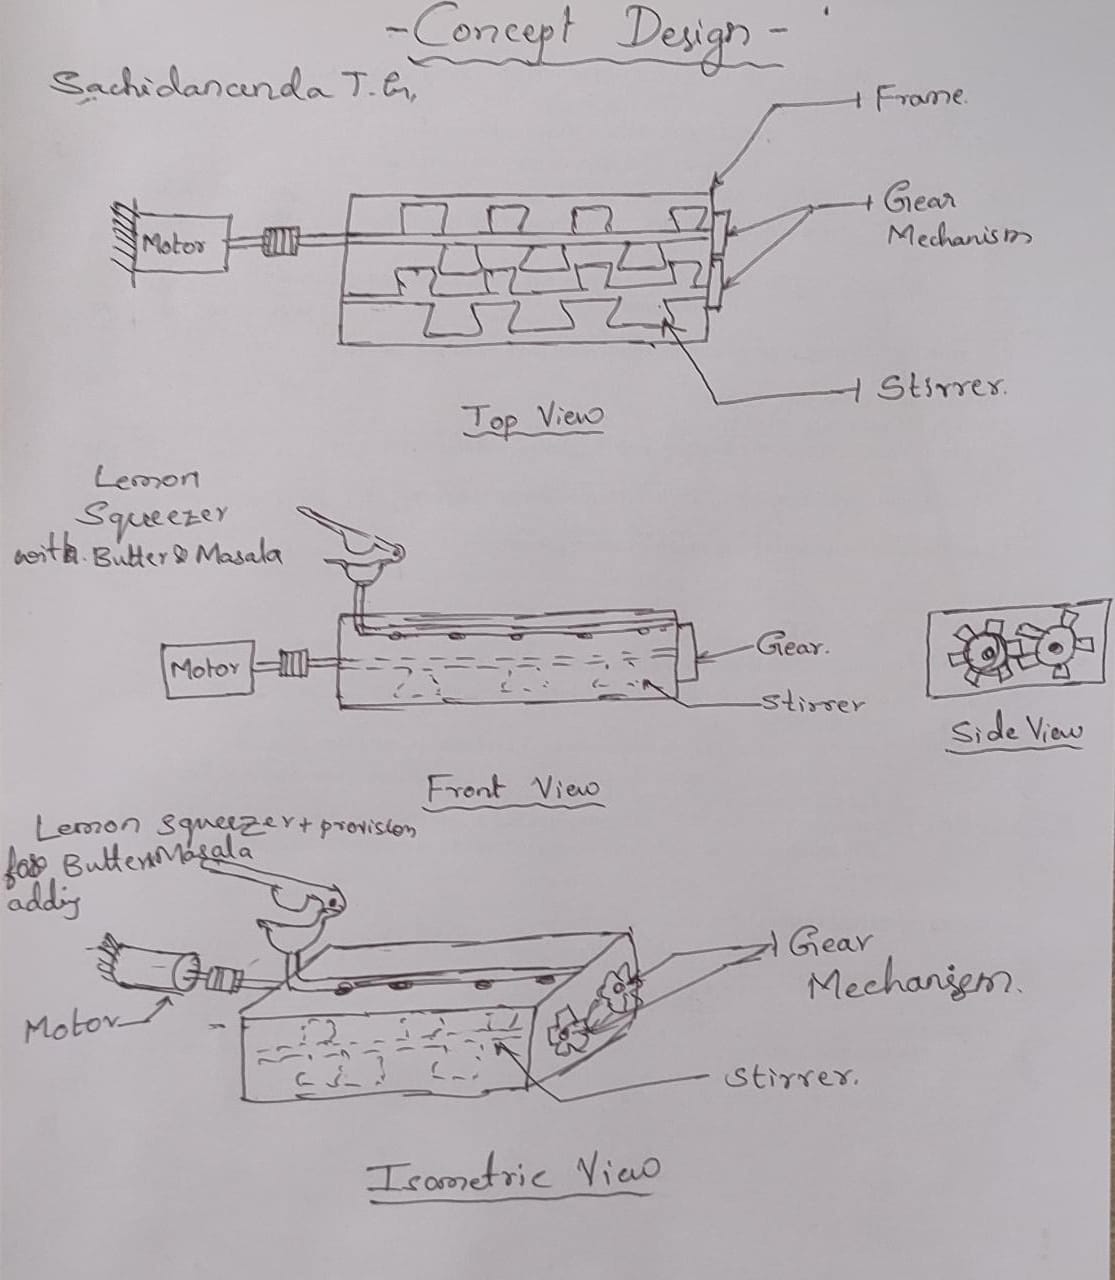 - Concept Design -
Sachidananda T.G,
Frame.
Gear
Mechanism
Motor
Stirrer.
Top View
Lemon
Squeezer
with. Butter & Masala
Motor
Gear.
Stirrer
Side View
Front View
Lemon squeezer + provision
for Butter & Masala
adding
Gear
Mechanism.
Motor
Stirrer.
Isometric View